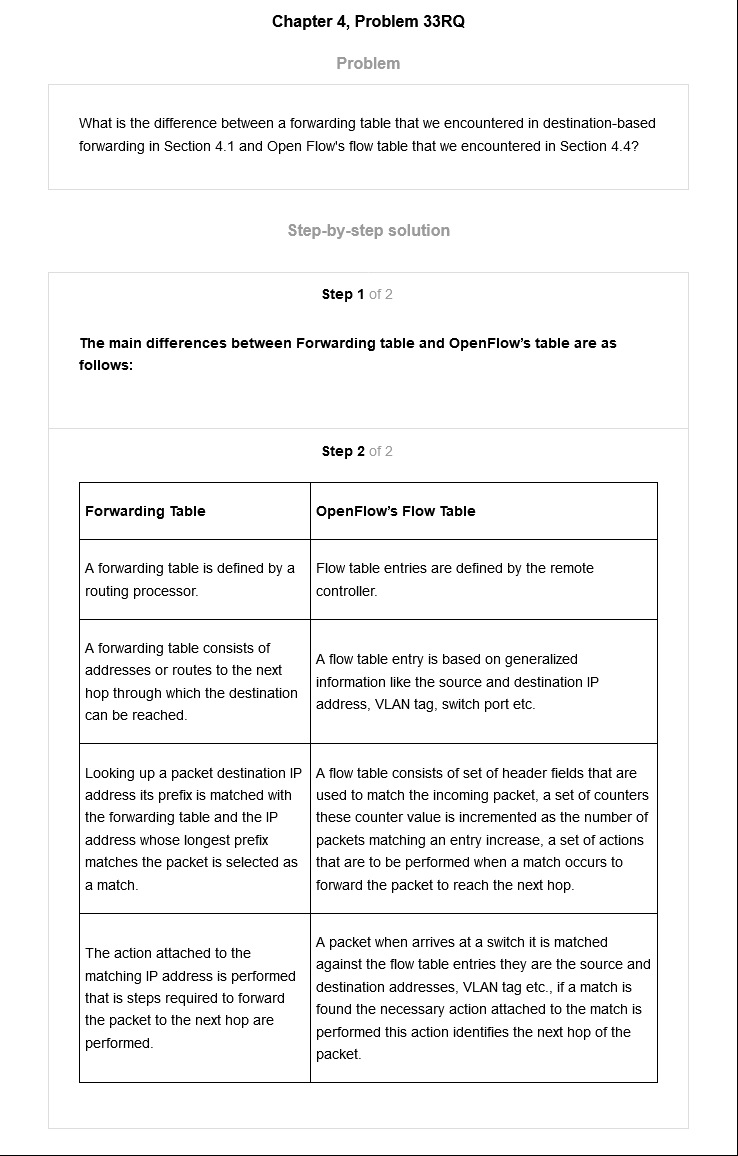 Chapter 4, Problem 33RQ
Problem
What is the difference between a forwarding table that we encountered in destination-based
forwarding in Section 4.1 and Open Flow's flow table that we encountered in Section 4.4?
Step-by-step solution
Step 1 of 2
The main differences between Forwarding table and OpenFlow’s table are as
follows:
Step 2 of 2
Forwarding Table
OpenFlow’s Flow Table
A forwarding table is defined by a
routing processor.
Flow table entries are defined by the remote
controller.
A forwarding table consists of
addresses or routes to the next
hop through which the destination
can be reached.
A flow table entry is based on generalized
information like the source and destination IP
address, VLAN tag, switch port etc.
Looking up a packet destination IP
address its prefix is matched with
the forwarding table and the IP
address whose longest prefix
matches the packet is selected as
a match.
A flow table consists of set of header fields that are
used to match the incoming packet, a set of counters
these counter value is incremented as the number of
packets matching an entry increase, a set of actions
that are to be performed when a match occurs to
forward the packet to reach the next hop.
The action attached to the
matching IP address is performed
that is steps required to forward
the packet to the next hop are
performed.
A packet when arrives at a switch it is matched
against the flow table entries they are the source and
destination addresses, VLAN tag etc., if a match is
found the necessary action attached to the match is
performed this action identifies the next hop of the
packet.